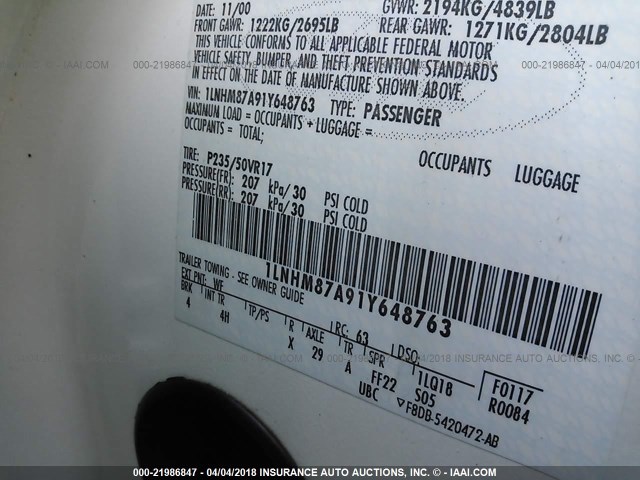 DATE: 11/00 GVWR: 2194KG/4839LB
FRONT GAWR: 1222KG/2695LB REAR GAWR: 1271KG/2804LB
THIS VEHICLE CONFORMS TO ALL APPLICABLE FEDERAL MOTOR
VEHICLE SAFETY, BUMPER, AND THEFT PREVENTION STANDARDS
IN EFFECT ON THE DATE OF MANUFACTURE SHOWN ABOVE.
VIN: 1LNHM87A91Y648763 TYPE: PASSENGER
MAXIMUM LOAD = OCCUPANTS + LUGGAGE =
OCCUPANTS = TOTAL;
OCCUPANTS LUGGAGE
TIRE: P235/50VR17
PRESSURE(FR): 207 kPa/30 PSI COLD
PRESSURE(RR): 207 kPa/30 PSI COLD
1LNHM87A91Y648763
TRAILER TOWING - SEE OWNER GUIDE
EXT PNT: WF RC: 63 DSO:
BRK INT TR TP/PS R AXLE TR SPR
4 4H X 29 A FF22 1LQ18 F0117
UBC S05 R0084
▽F8DB-5420472-AB
000-21986847 - 04/04/2018 INSURANCE AUTO AUCTIONS, INC. - © - IAAI.COM